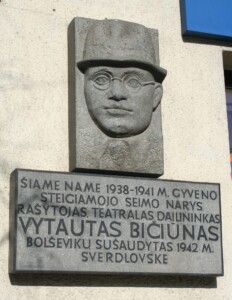 ŠIAME NAME 1938-1941 M. GYVENO
STEIGIAMOJO SEIMO NARYS
RAŠYTOJAS TEATRALAS DAILININKAS
VYTAUTAS BIČIŪNAS
BOLŠEVIKŲ SUŠAUDYTAS 1942 M.
SVERDLOVSKE